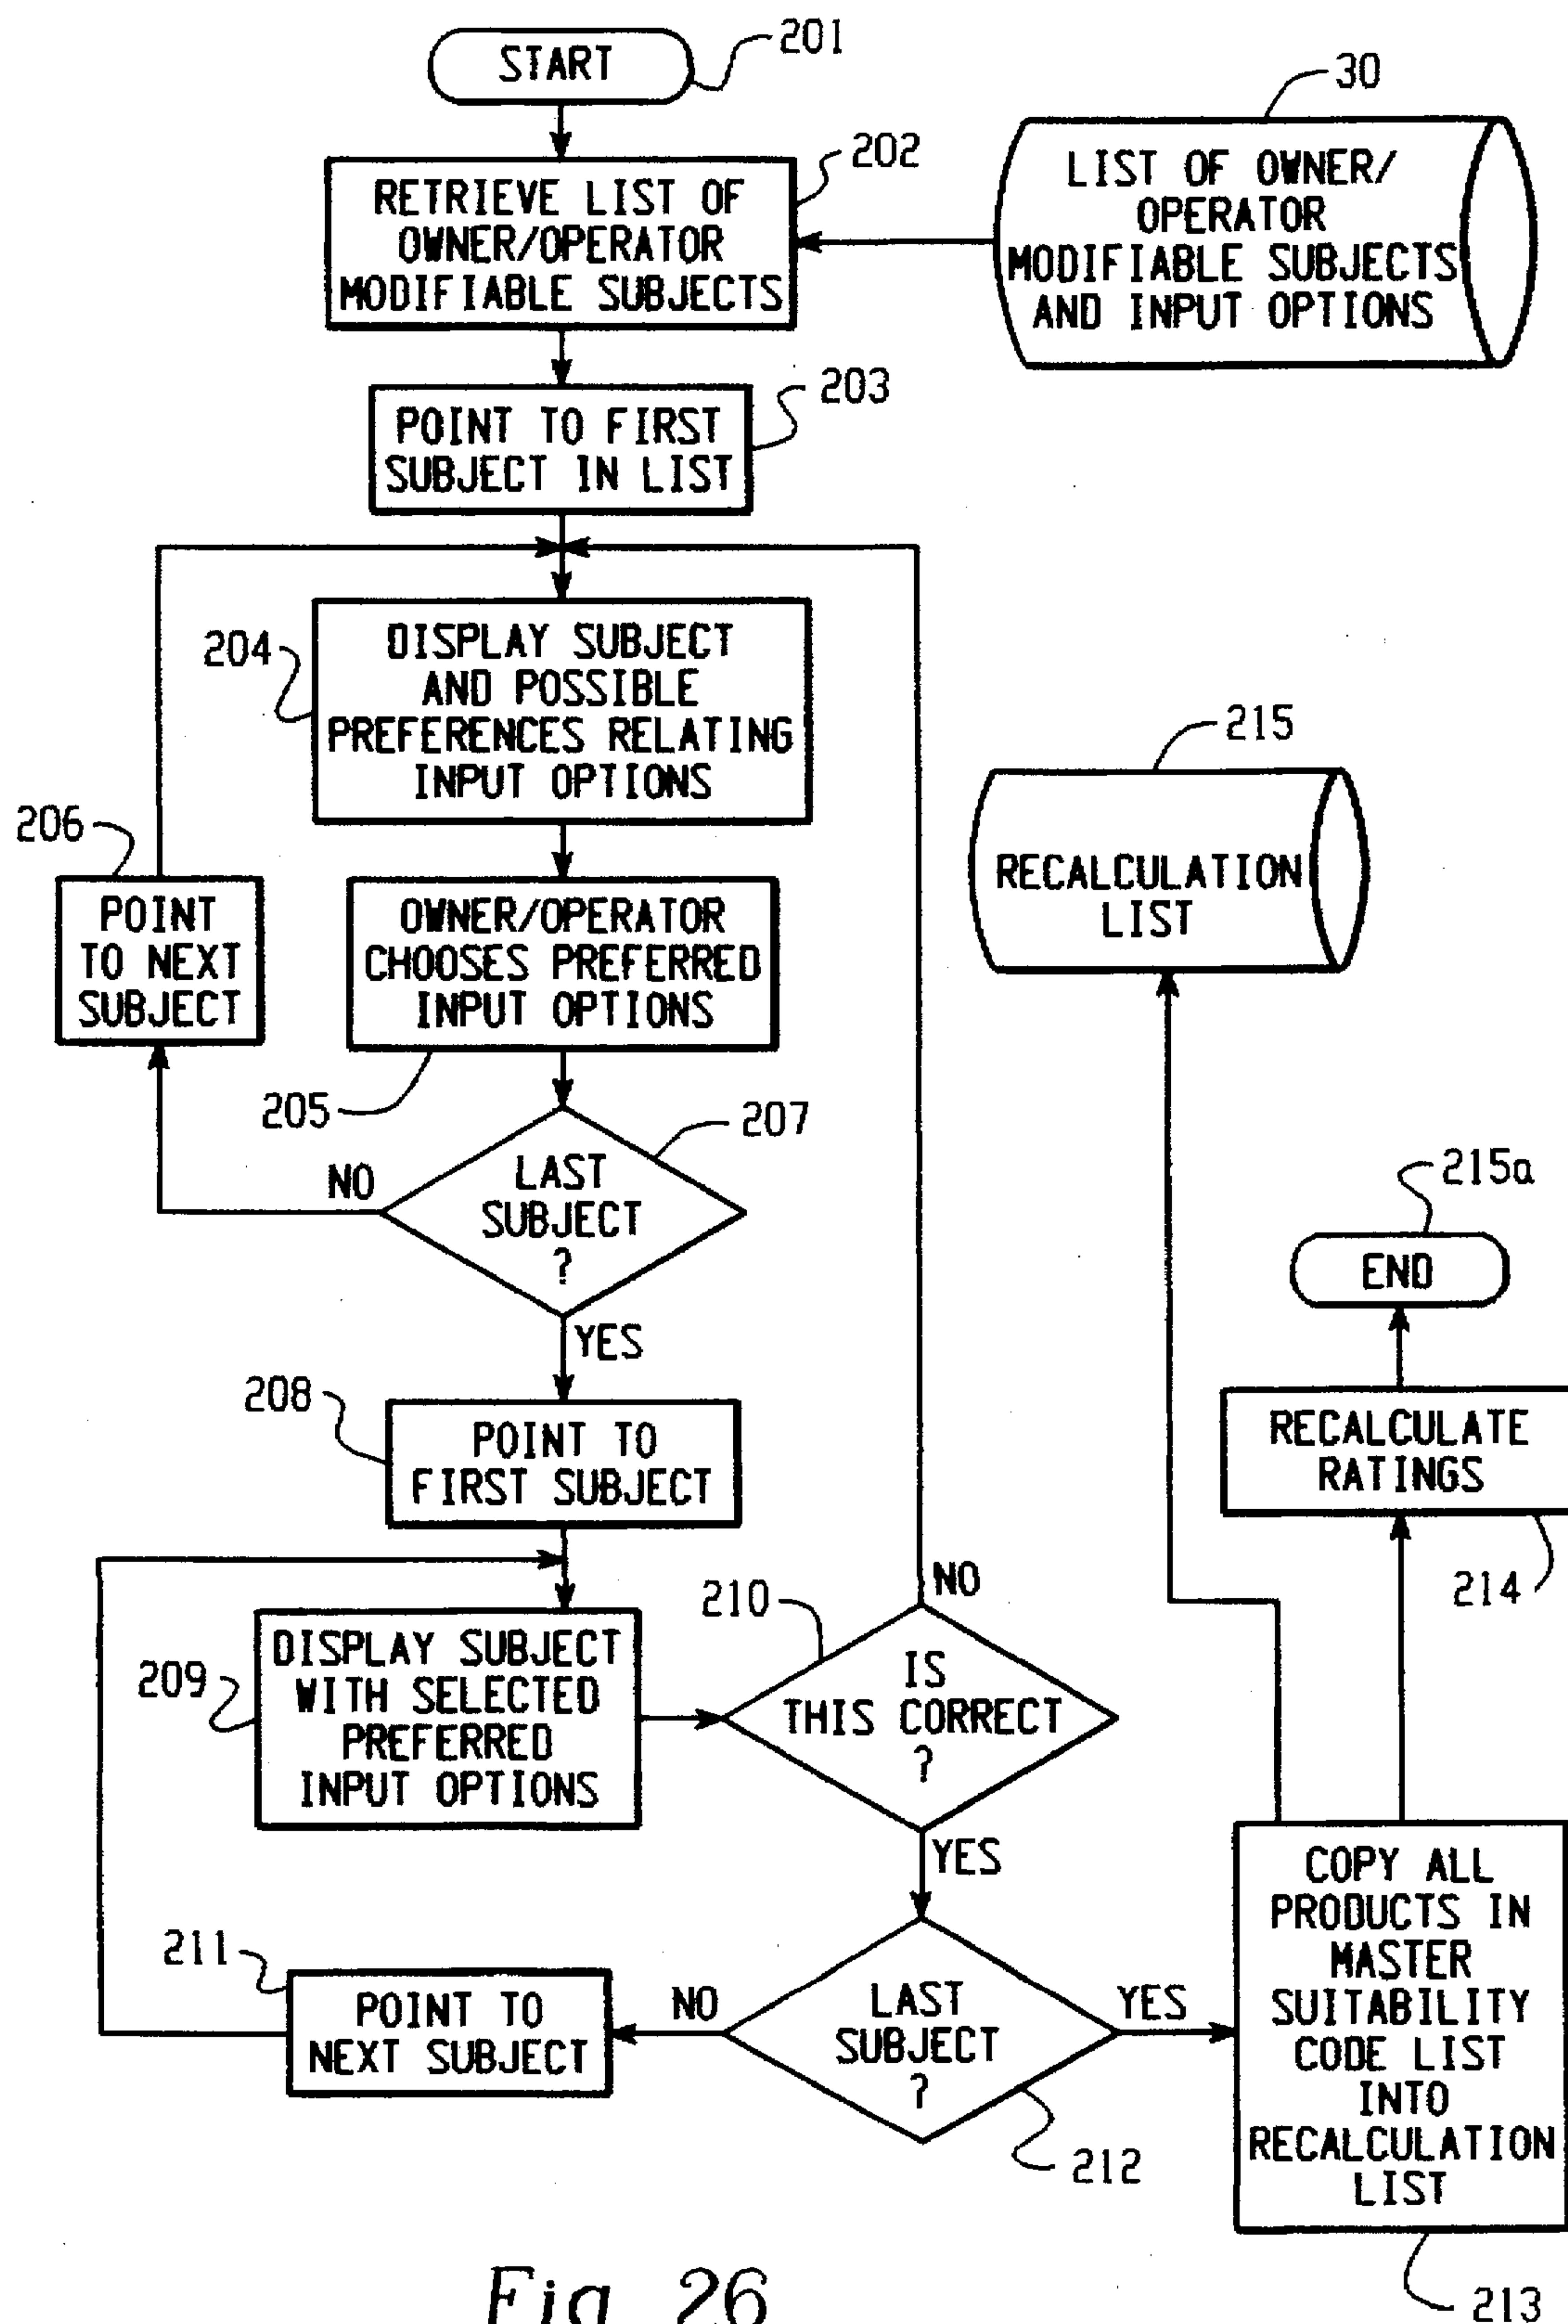 START
201
30
202
RETRIEVE LIST OF
OWNER/OPERATOR
MODIFIABLE SUBJECTS
LIST OF OWNER/
OPERATOR
MODIFIABLE SUBJECTS
AND INPUT OPTIONS
203
POINT TO FIRST
SUBJECT IN LIST
204
DISPLAY SUBJECT
AND POSSIBLE
PREFERENCES RELATING
INPUT OPTIONS
215
RECALCULATION
LIST
206
POINT
TO NEXT
SUBJECT
OWNER/OPERATOR
CHOOSES PREFERRED
INPUT OPTIONS
205
207
NO
LAST
SUBJECT
?
YES
215a
END
208
POINT TO
FIRST SUBJECT
RECALCULATE
RATINGS
214
209
DISPLAY SUBJECT
WITH SELECTED
PREFERRED
INPUT OPTIONS
210
NO
IS
THIS CORRECT
?
YES
211
POINT TO
NEXT SUBJECT
NO
LAST
SUBJECT
?
YES
212
COPY ALL
PRODUCTS IN
MASTER
SUITABILITY
CODE LIST
INTO
RECALCULATION
LIST
213
Fig 26